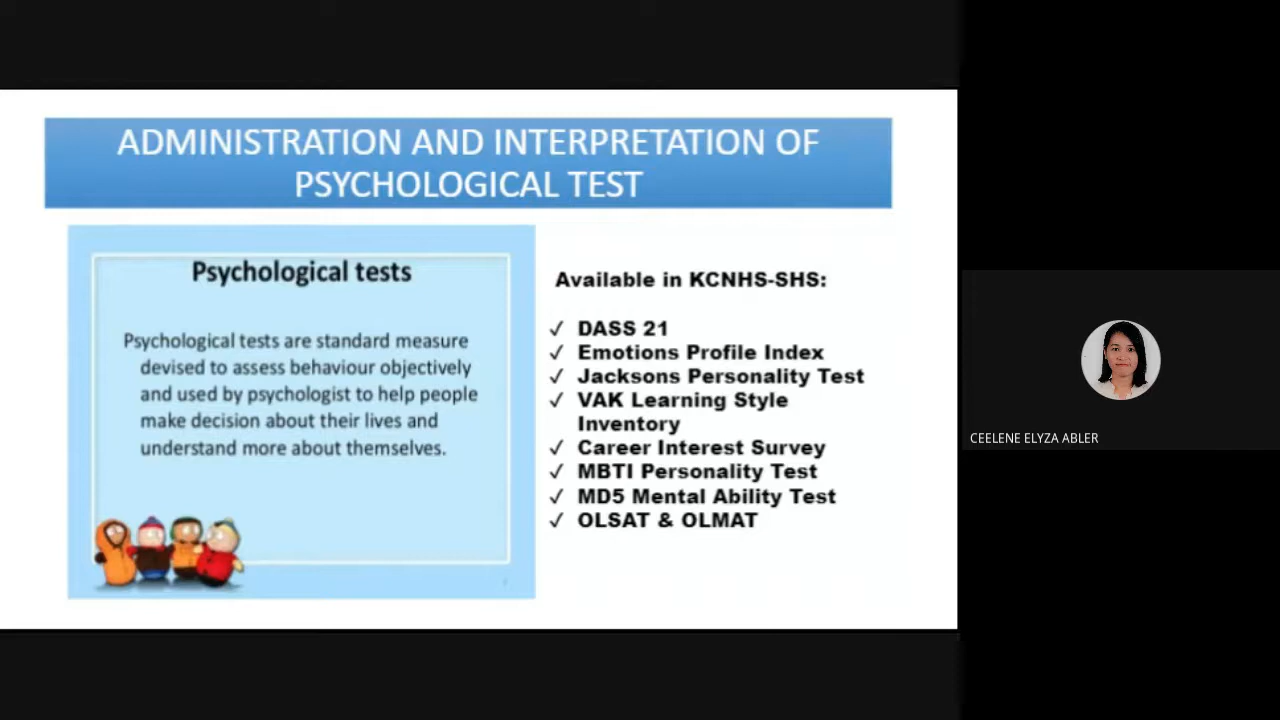 ADMINISTRATION AND INTERPRETATION OF
PSYCHOLOGICAL TEST
Psychological tests
Psychological tests are standard measure
devised to assess behaviour objectively
and used by psychologist to help people
make decision about their lives and
understand more about themselves.
Available in KCNHS-SHS:
✓ DASS 21
✓ Emotions Profile Index
✓ Jacksons Personality Test
✓ VAK Learning Style
Inventory
✓ Career Interest Survey
✓ MBTI Personality Test
✓ MD5 Mental Ability Test
✓ OLSAT & OLMAT
CEELENE ELYZA ABLER